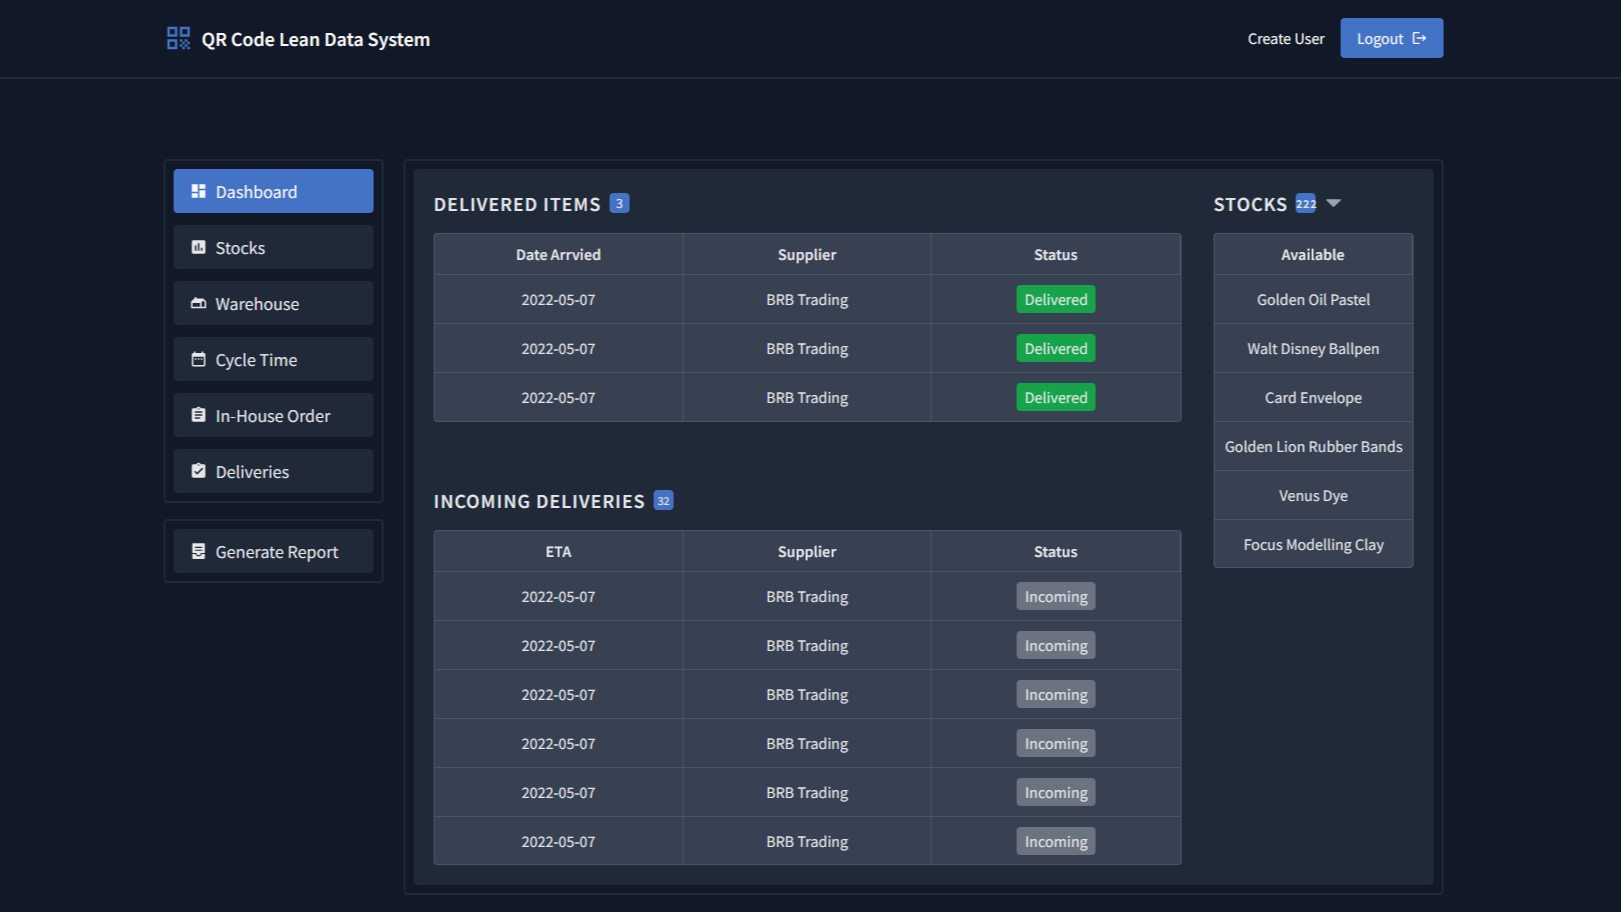 QR Code Lean Data System
Create User
Logout
Dashboard
Stocks
Warehouse
Cycle Time
In-House Order
Deliveries
Generate Report
DELIVERED ITEMS 3
Date Arrvied Supplier Status
2022-05-07 BRB Trading Delivered
2022-05-07 BRB Trading Delivered
2022-05-07 BRB Trading Delivered
INCOMING DELIVERIES 32
ETA Supplier Status
2022-05-07 BRB Trading Incoming
2022-05-07 BRB Trading Incoming
2022-05-07 BRB Trading Incoming
2022-05-07 BRB Trading Incoming
2022-05-07 BRB Trading Incoming
2022-05-07 BRB Trading Incoming
STOCKS 222
Available
Golden Oil Pastel
Walt Disney Ballpen
Card Envelope
Golden Lion Rubber Bands
Venus Dye
Focus Modelling Clay